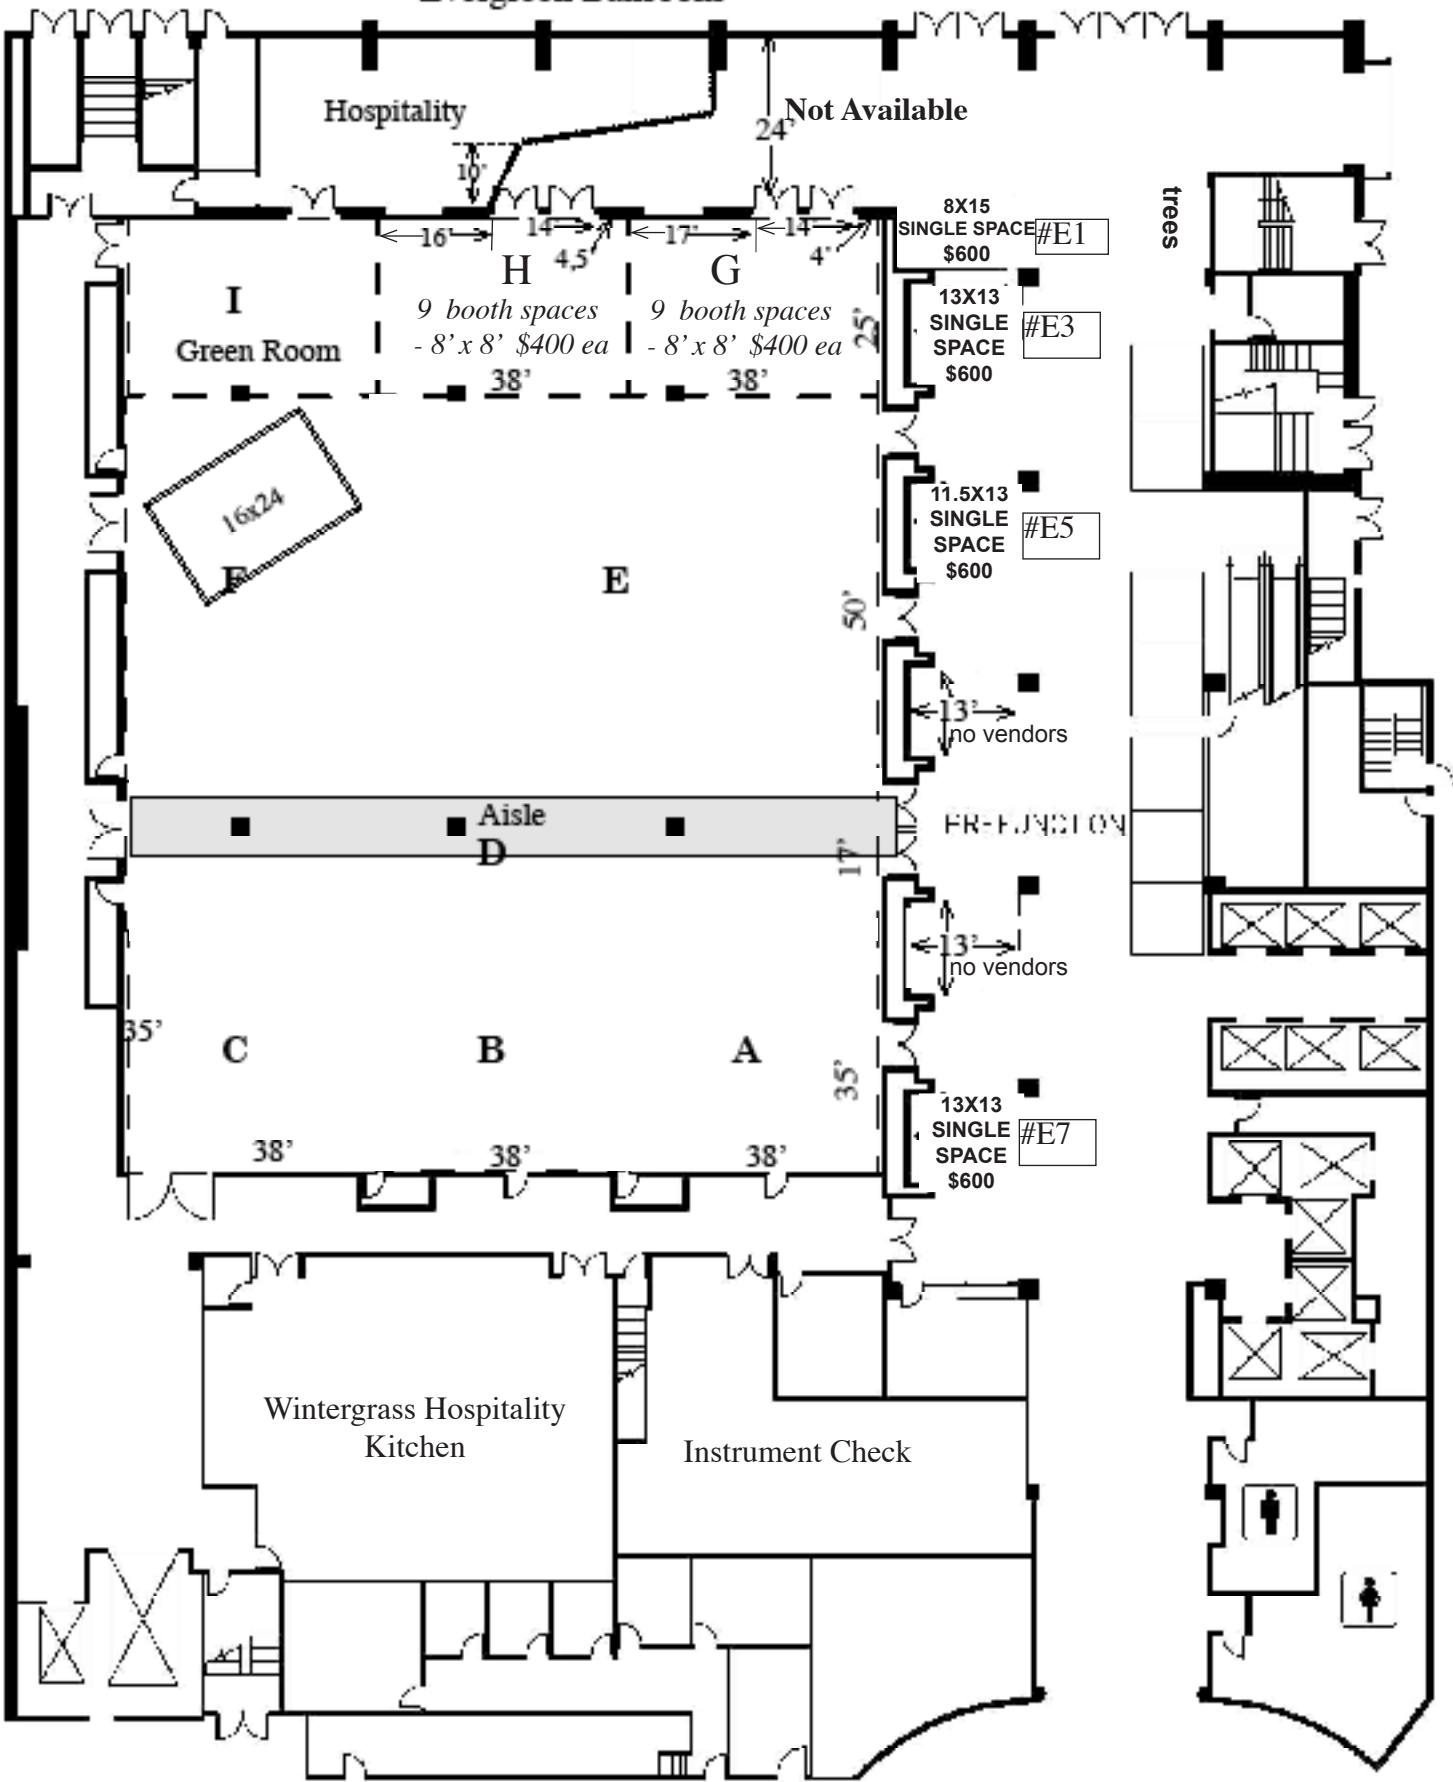 Hospitality
Not Available
24'
10'
trees
8X15
SINGLE SPACE
$600
#E1
16'
14'
4,5'
17'
14'
4'
H
G
9 booth spaces
- 8' x 8' $400 ea
9 booth spaces
- 8' x 8' $400 ea
25'
I
Green Room
38'
38'
13X13
SINGLE
SPACE
$600
#E3
16x24
F
E
11.5X13
SINGLE
SPACE
$600
#E5
50'
13'
no vendors
Aisle
D
17'
PREFUNCTION
13'
no vendors
35'
C
B
A
35'
38'
38'
38'
13X13
SINGLE
SPACE
$600
#E7
Wintergrass Hospitality
Kitchen
Instrument Check